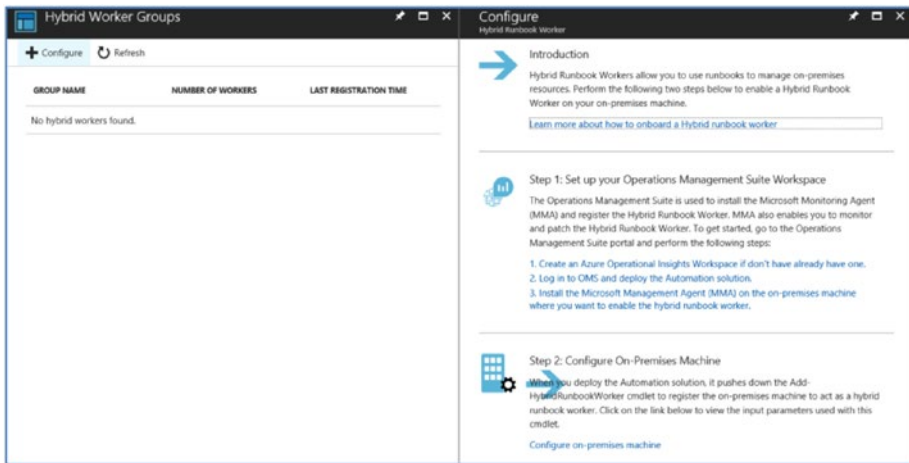 Hybrid Worker Groups
Configure
Refresh
GROUP NAME NUMBER OF WORKERS LAST REGISTRATION TIME
No hybrid workers found.
Configure
Hybrid Runbook Worker
Introduction
Hybrid Runbook Workers allow you to use runbooks to manage on-premises
resources. Perform the following two steps below to enable a Hybrid Runbook
Worker on your on-premises machine.
Learn more about how to onboard a Hybrid runbook worker
Step 1: Set up your Operations Management Suite Workspace
The Operations Management Suite is used to install the Microsoft Monitoring Agent
(MMA) and register the Hybrid Runbook Worker. MMA also enables you to monitor
and patch the Hybrid Runbook Worker. To get started, go to the Operations
Management Suite portal and perform the following steps:
1. Create an Azure Operational Insights Workspace if don't have already have one.
2. Log in to OMS and deploy the Automation solution.
3. Install the Microsoft Management Agent (MMA) on the on-premises machine
where you want to enable the hybrid runbook worker.
Step 2: Configure On-Premises Machine
When you deploy the Automation solution, it pushes down the Add-
HybridRunbookWorker cmdlet to register the on-premises machine to act as a hybrid
runbook worker. Click on the link below to view the input parameters used with this
cmdlet.
Configure on-premises machine